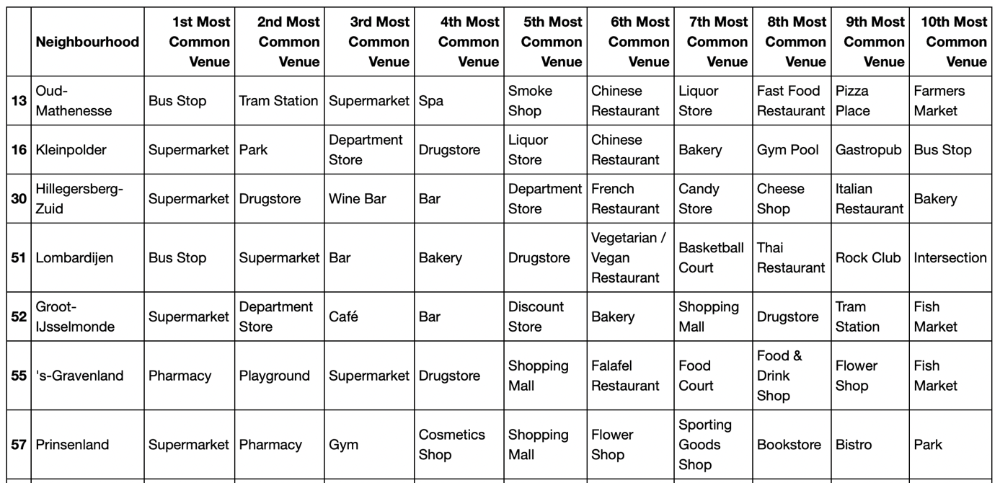 Neighbourhood 1st Most Common Venue 2nd Most Common Venue 3rd Most Common Venue 4th Most Common Venue 5th Most Common Venue 6th Most Common Venue 7th Most Common Venue 8th Most Common Venue 9th Most Common Venue 10th Most Common Venue
13 Oud-Mathenesse Bus Stop Tram Station Supermarket Spa Smoke Shop Chinese Restaurant Liquor Store Fast Food Restaurant Pizza Place Farmers Market
16 Kleinpolder Supermarket Park Department Store Drugstore Liquor Store Chinese Restaurant Bakery Gym Pool Gastropub Bus Stop
30 Hillegersberg-Zuid Supermarket Drugstore Wine Bar Bar Department Store French Restaurant Candy Store Cheese Shop Italian Restaurant Bakery
51 Lombardijen Bus Stop Supermarket Bar Bakery Drugstore Vegetarian / Vegan Restaurant Basketball Court Thai Restaurant Rock Club Intersection
52 Groot-IJsselmonde Supermarket Department Store Café Bar Discount Store Bakery Shopping Mall Drugstore Tram Station Fish Market
55 's-Gravenland Pharmacy Playground Supermarket Drugstore Shopping Mall Falafel Restaurant Food Court Food & Drink Shop Flower Shop Fish Market
57 Prinsenland Supermarket Pharmacy Gym Cosmetics Shop Shopping Mall Flower Shop Sporting Goods Shop Bookstore Bistro Park